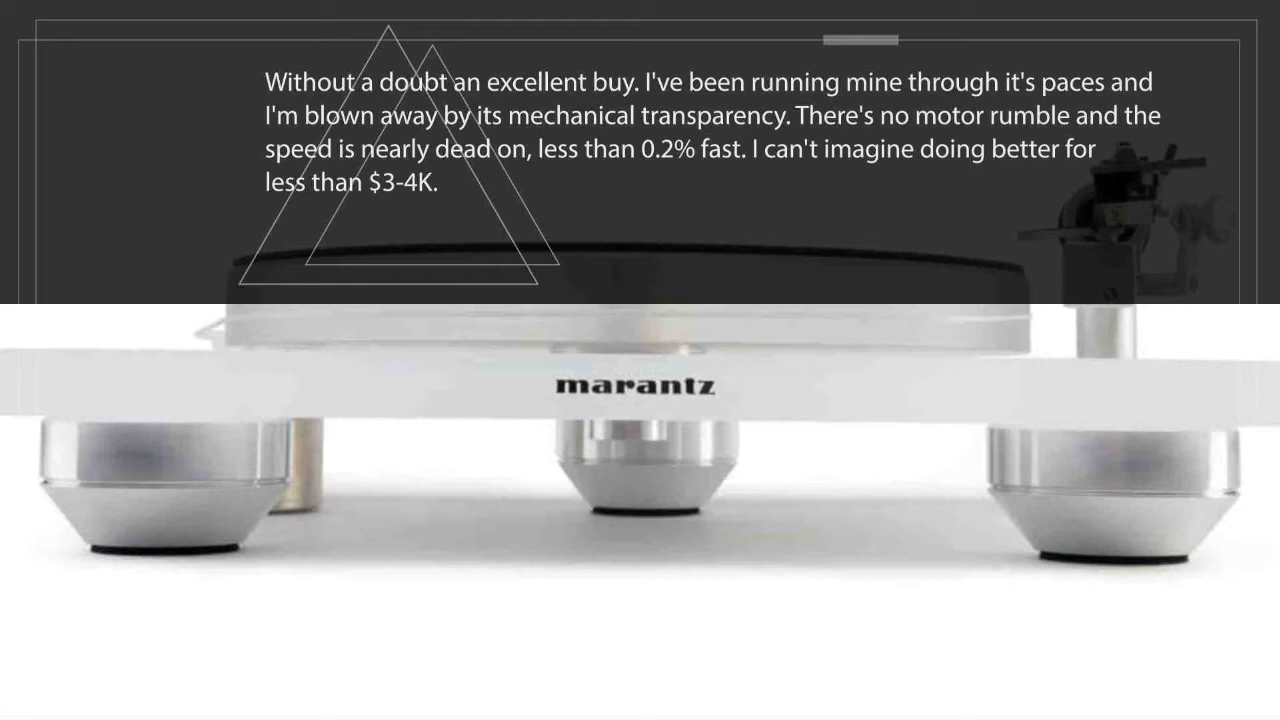 Without a doubt an excellent buy. I've been running mine through it's paces and
I'm blown away by its mechanical transparency. There's no motor rumble and the
speed is nearly dead on, less than 0.2% fast. I can't imagine doing better for
less than $3-4K.
marantz